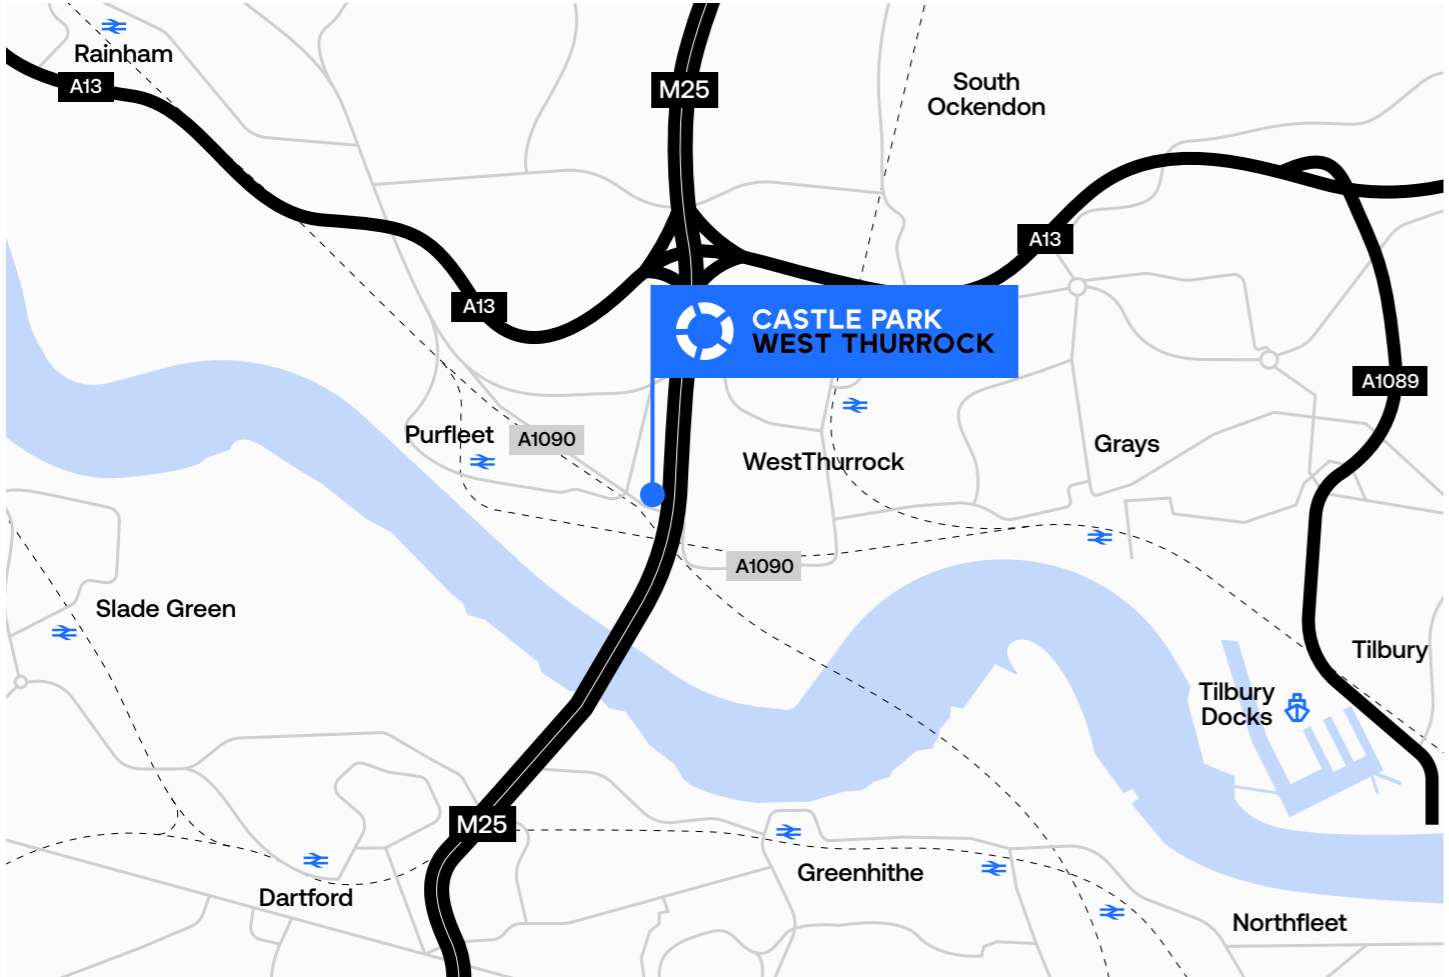 Rainham
A13
M25
South
Ockendon
A13
A13
CASTLE PARK
WEST THURROCK
A1089
Purfleet
A1090
WestThurrock
Grays
A1090
Slade Green
Tilbury
Tilbury
Docks
M25
Greenhithe
Dartford
Northfleet